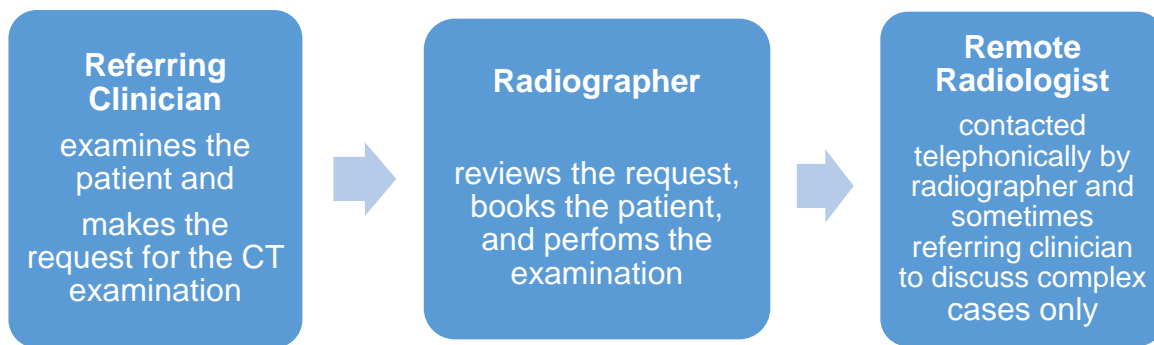 Referring
Clinician
examines the
patient and
makes the
request for the CT
examination
Radiographer
reviews the request,
books the patient,
and perfoms the
examination
Remote
Radiologist
contacted
telephonically by
radiographer and
sometimes
referring clinician
to discuss complex
cases only